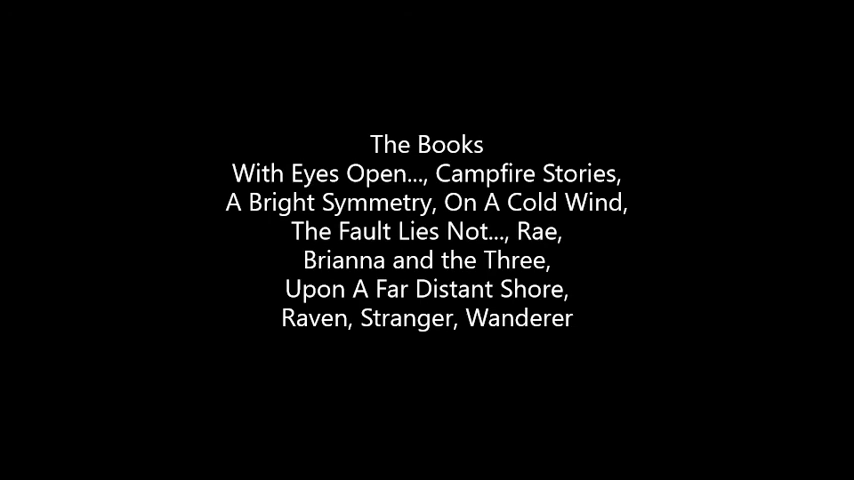 The Books
With Eyes Open..., Campfire Stories,
A Bright Symmetry, On A Cold Wind,
The Fault Lies Not..., Rae,
Brianna and the Three,
Upon A Far Distant Shore,
Raven, Stranger, Wanderer